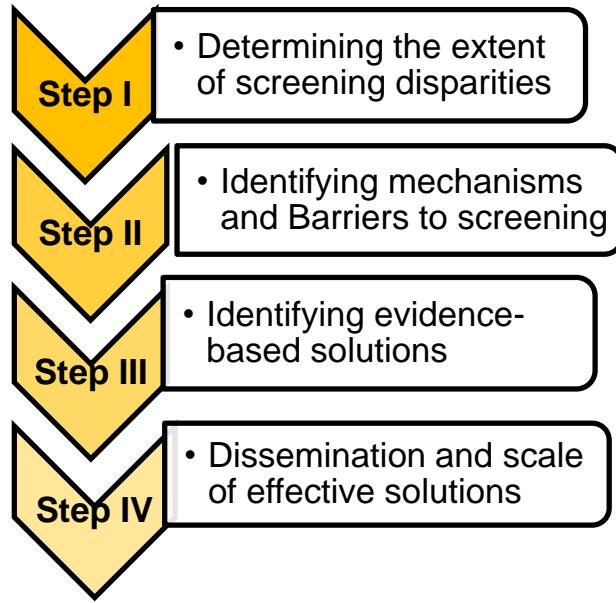 Step I
• Determining the extent
of screening disparities
Step II
• Identifying mechanisms
and Barriers to screening
Step III
• Identifying evidence-
based solutions
Step IV
• Dissemination and scale
of effective solutions